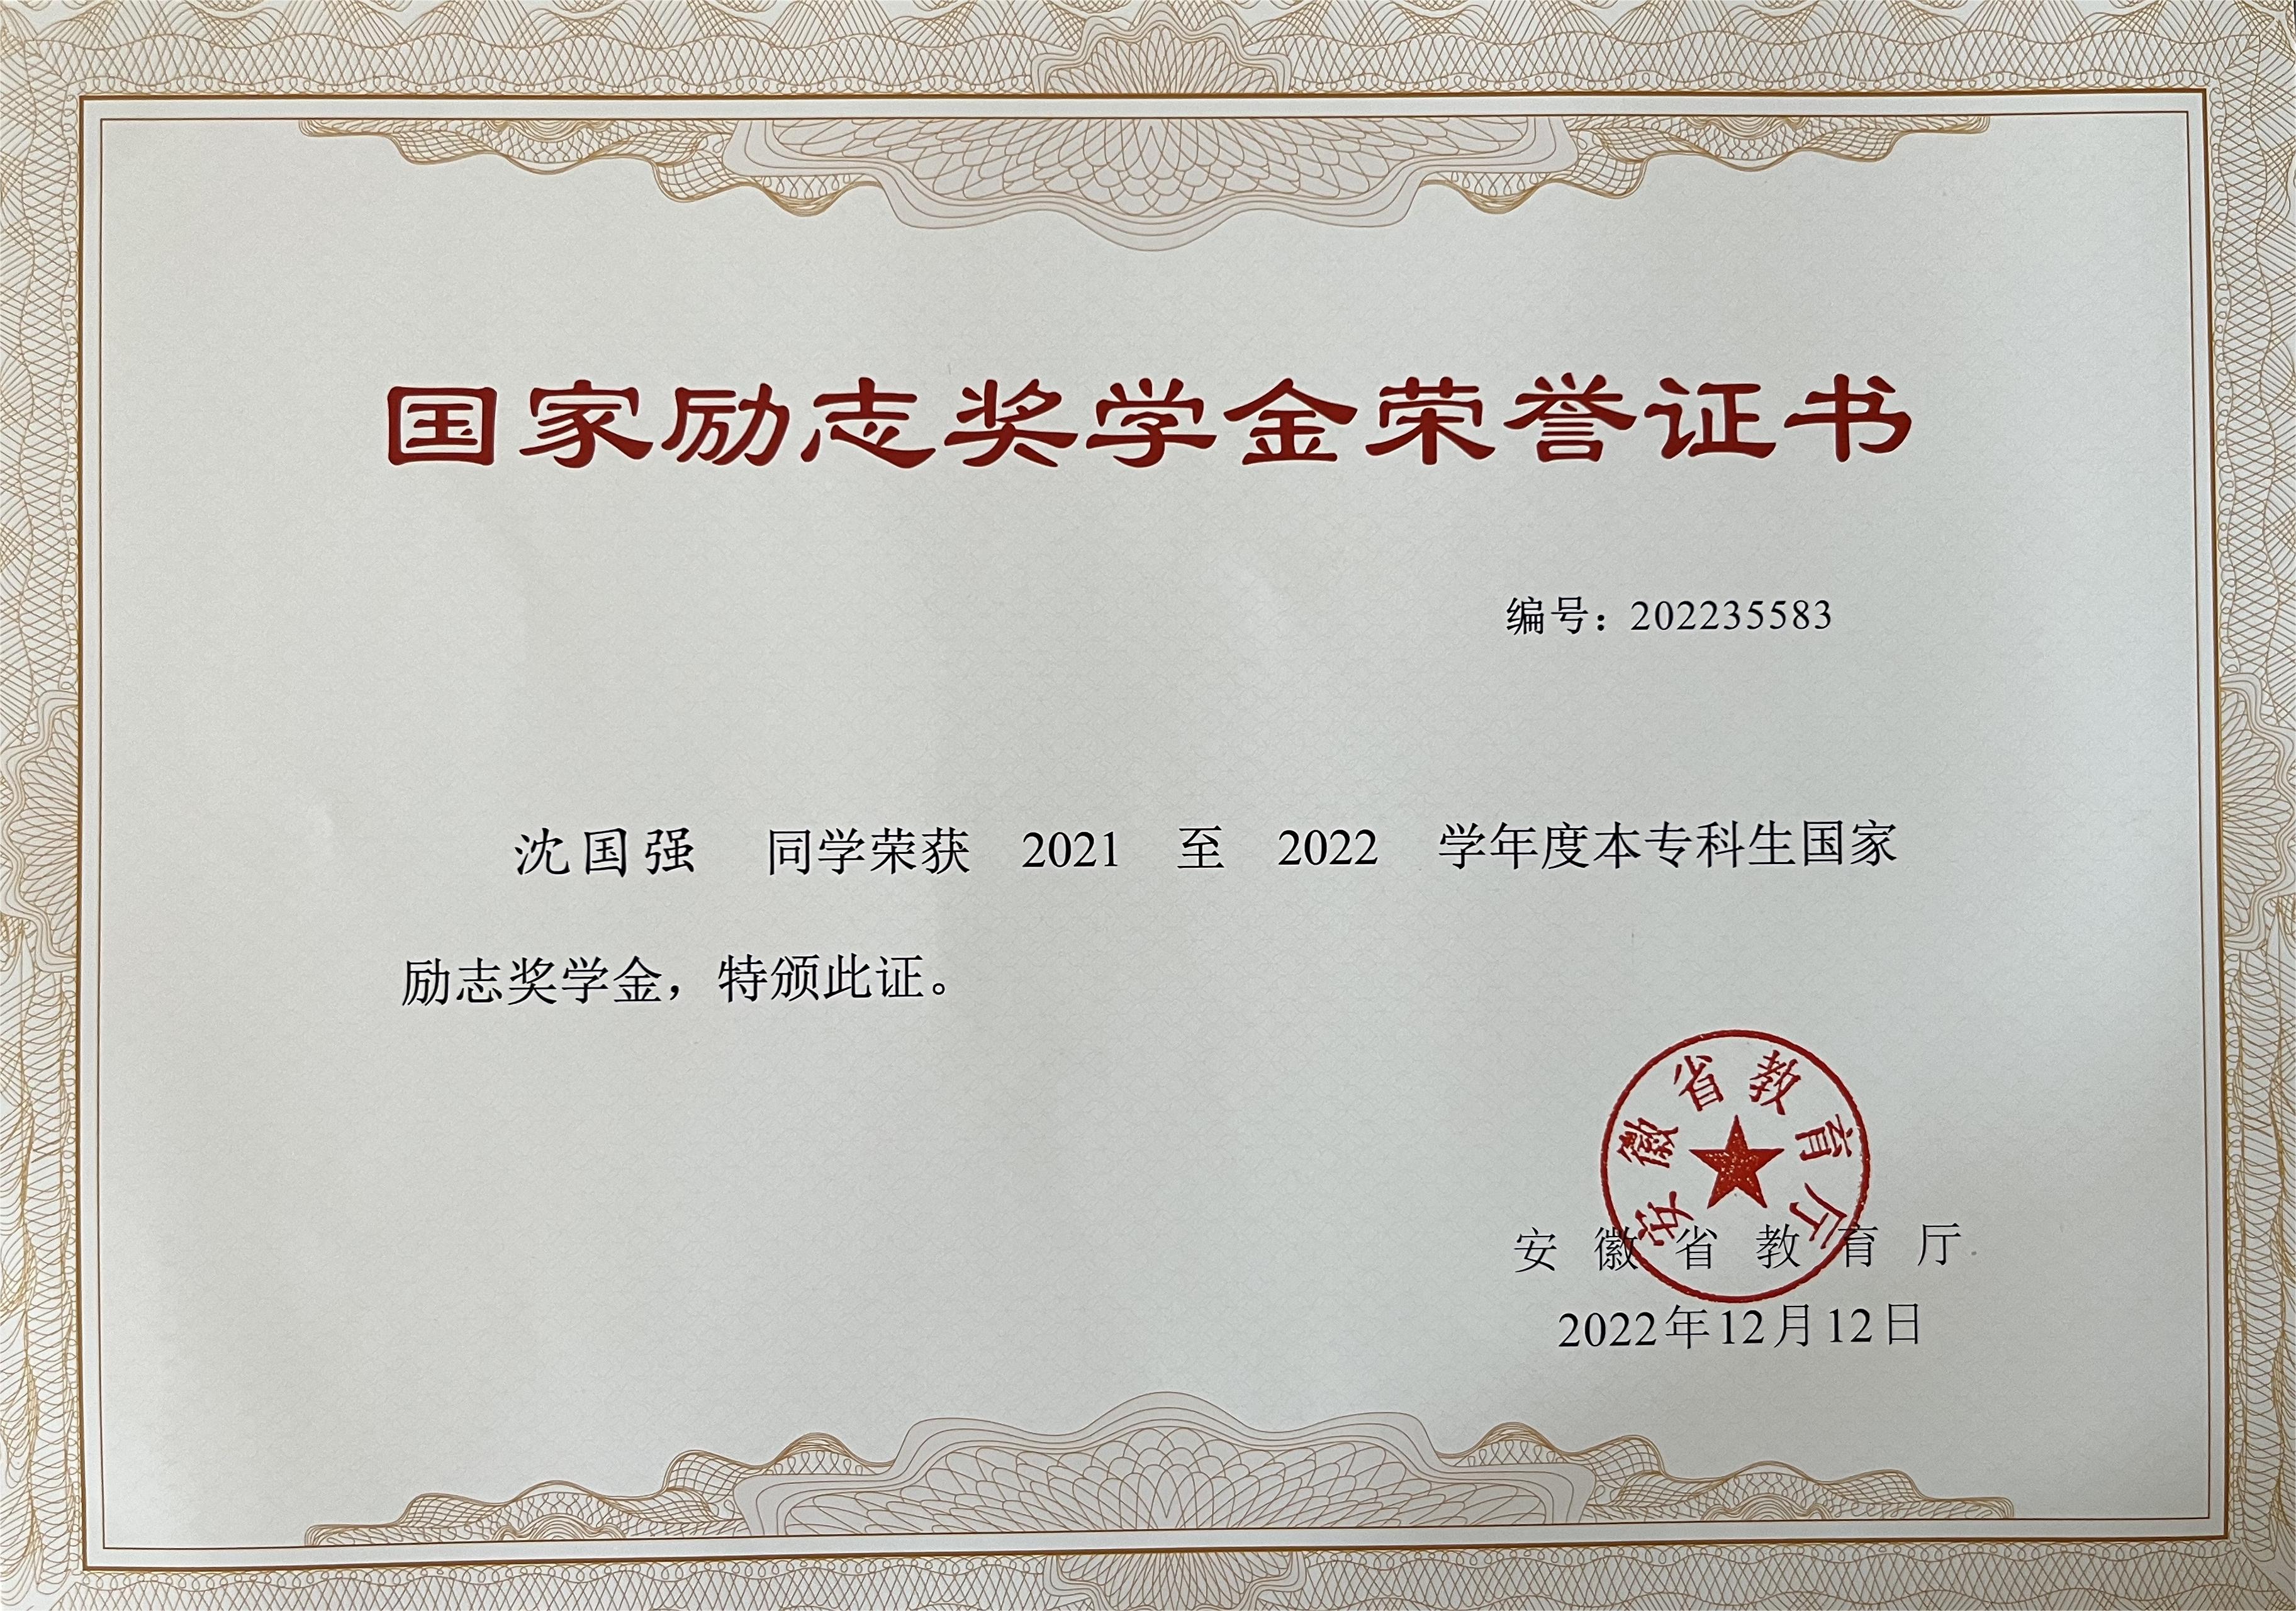 国家励志奖学金荣誉证书
编号：202235583
沈国强 同学荣获 2021 至 2022 学年度本专科生国家
励志奖学金，特颁此证。
安徽省教育厅
安徽省教育厅
2022年12月12日